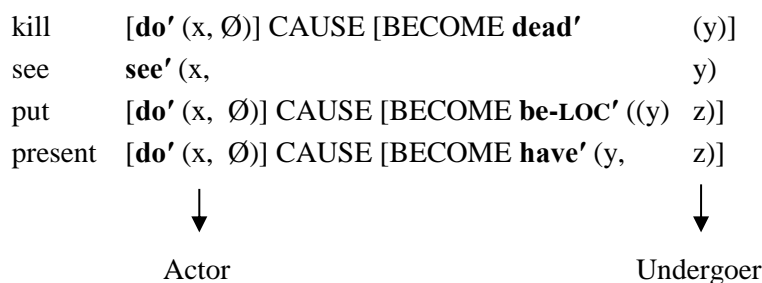 kill [do′ (x, Ø)] CAUSE [BECOME dead′ (y)]
see see′ (x, y)
put [do′ (x, Ø)] CAUSE [BECOME be-LOC′ ((y) z)]
present [do′ (x, Ø)] CAUSE [BECOME have′ (y, z)]
Actor Undergoer